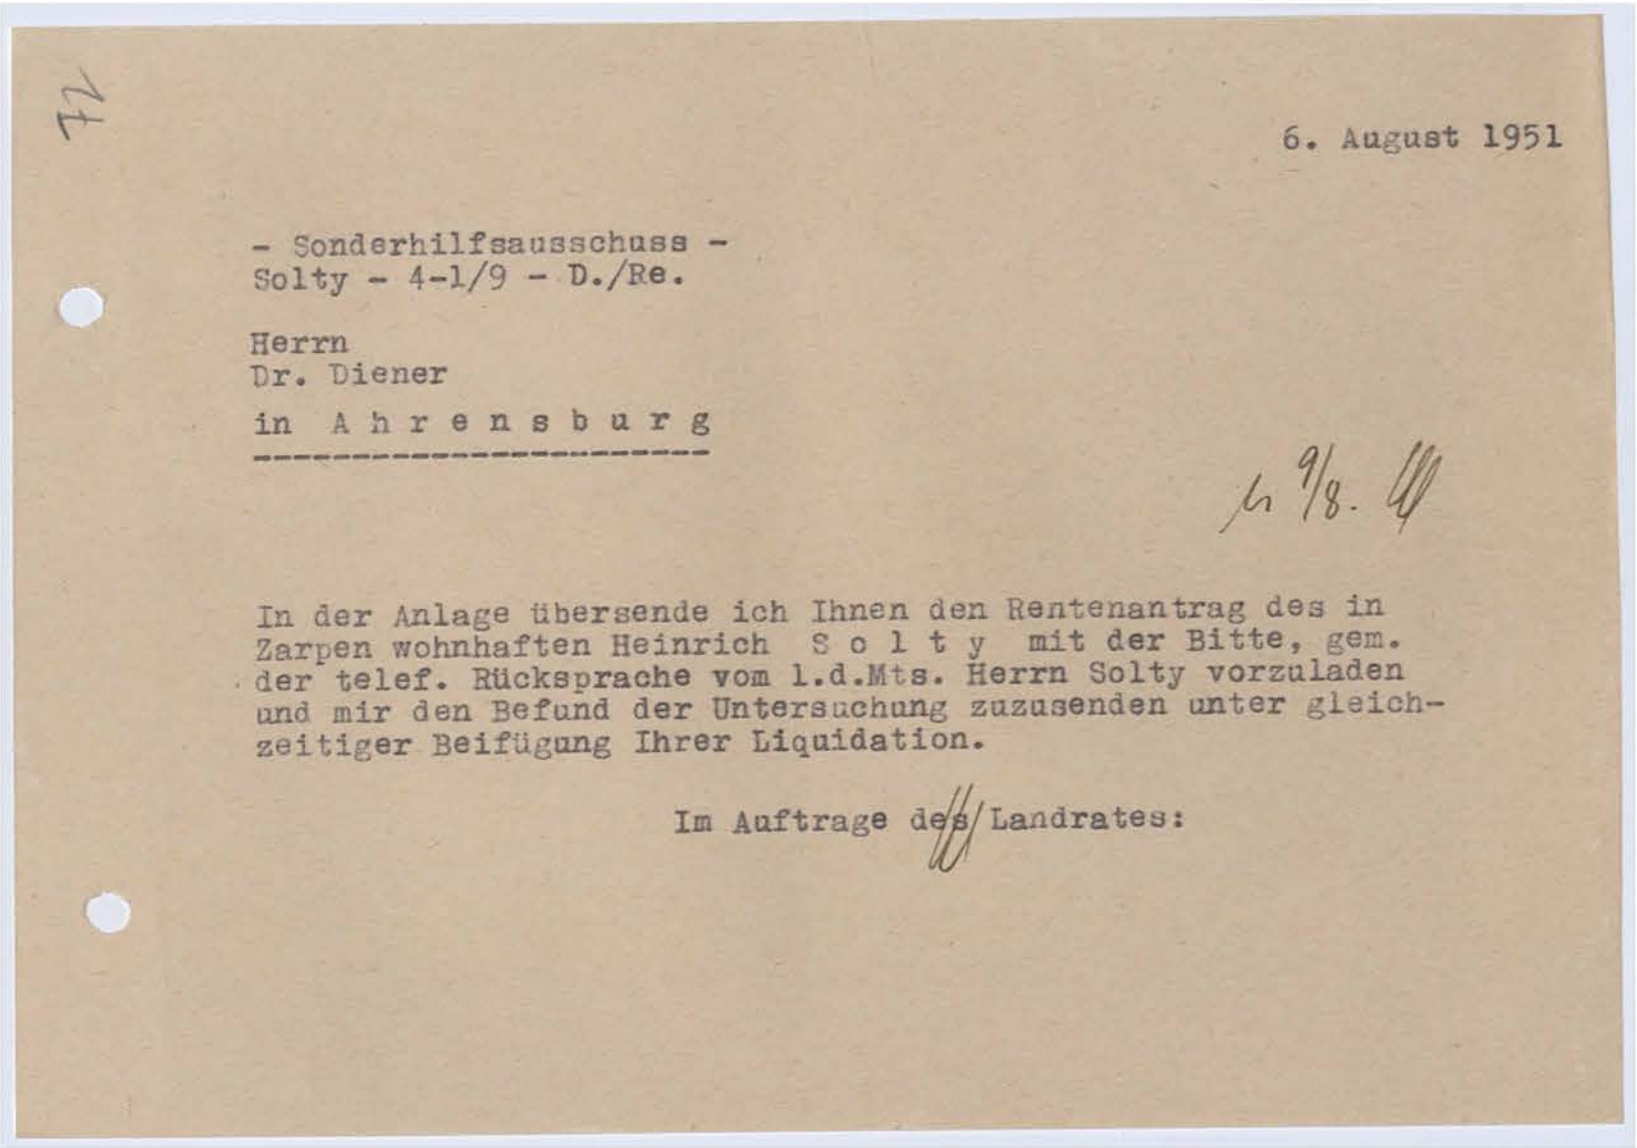 6. August 1951
- Sonderhilfsausschuss -
Solty - 4-1/9 - D./Re.
Herrn
Dr. Diener
in A h r e n s b u r g
9/8.
In der Anlage übersende ich Ihnen den Rentenantrag des in
Zarpen wohnhaften Heinrich S o l t y mit der Bitte, gem.
der telef. Rücksprache vom 1.d.Mts. Herrn Solty vorzuladen
und mir den Befund der Untersuchung zuzusenden unter gleich-
zeitiger Beifügung Ihrer Liquidation.
Im Auftrage des Landrates: